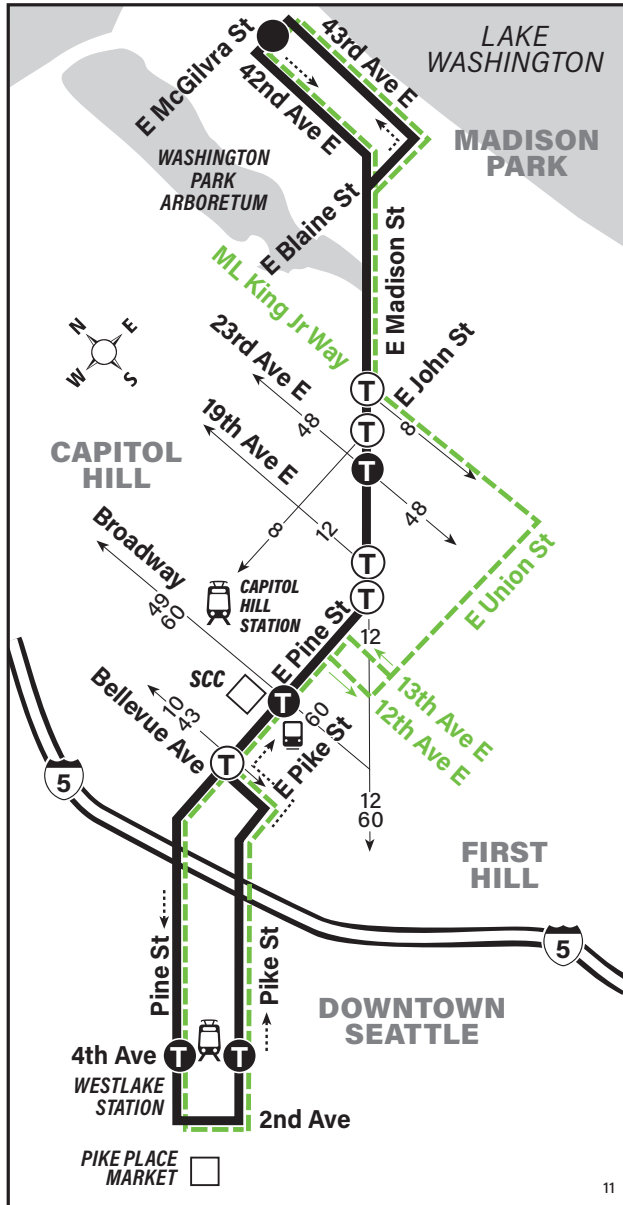 LAKE
WASHINGTON
43rd Ave E
E McGilvra St
42nd Ave E
MADISON
PARK
WASHINGTON
PARK
ARBORETUM
E Blaine St
E Madison St
ML King Jr Way
N
E
W
S
23rd Ave E
E John St
48
8
19th Ave E
CAPITOL
HILL
T
T
T
48
8
12
Broadway
49
60
CAPITOL
HILL
STATION
T
T
E Union St
E Pine St
12
SCC
T
60
13th Ave E
12th Ave E
Bellevue Ave
10
43
E Pike St
T
5
12
60
FIRST
HILL
5
Pine St
Pike St
DOWNTOWN
SEATTLE
4th Ave
T
T
WESTLAKE
STATION
2nd Ave
PIKE PLACE
MARKET
11